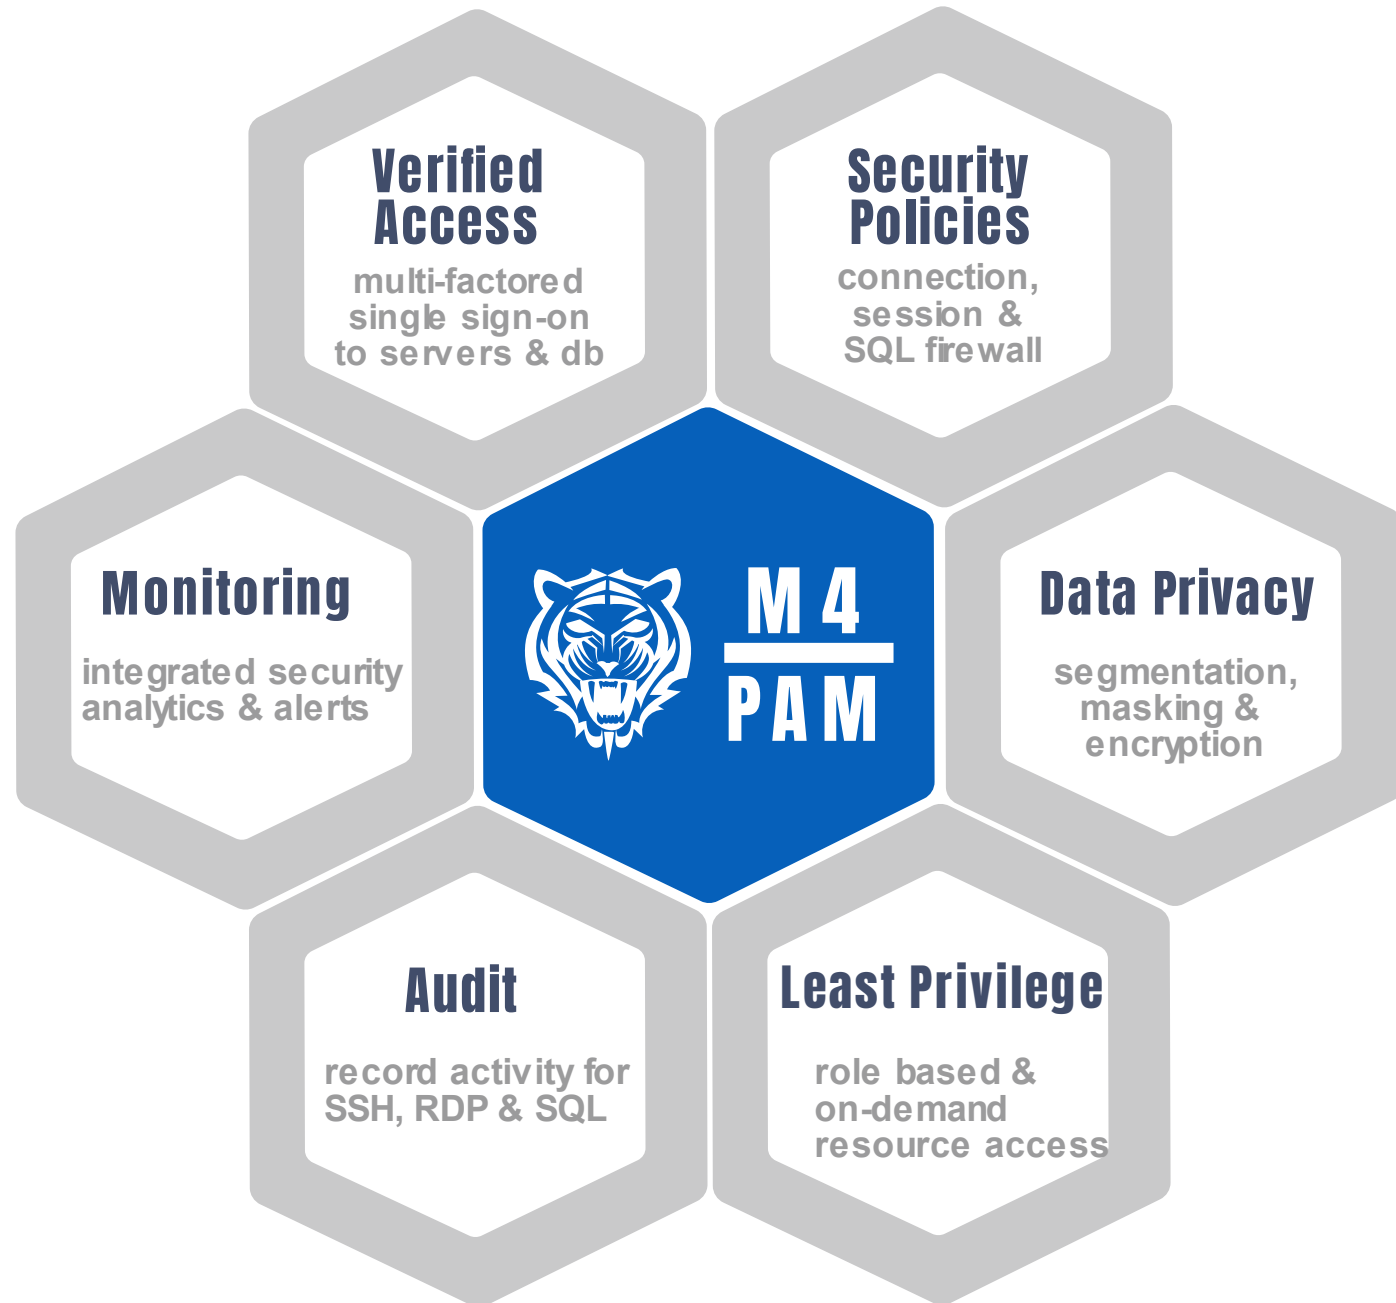 Verified
Access
multi-factored
single sign-on
to servers & db
Security
Policies
connection,
session &
SQL firewall
Monitoring
integrated security
analytics & alerts
M4
PAM
Data Privacy
segmentation,
masking &
encryption
Audit
record activity for
SSH, RDP & SQL
Least Privilege
role based &
on-demand
resource access